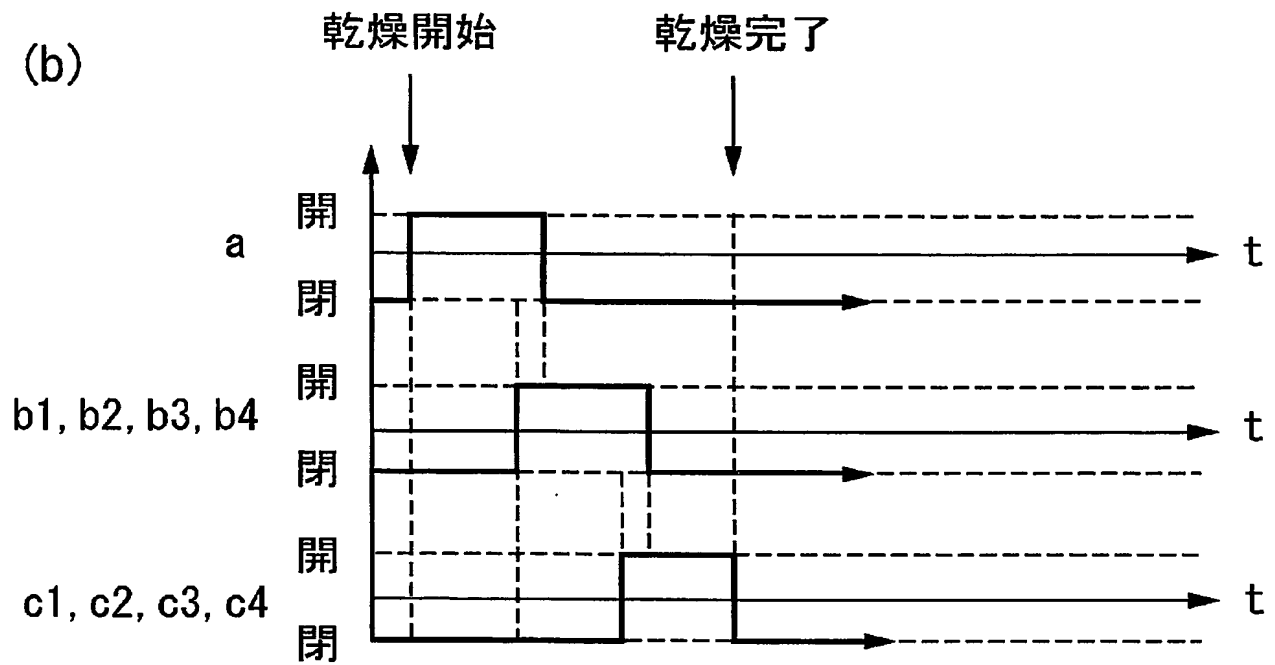 (b)
乾燥開始 乾燥完了
開
a
t
閉
開
b1, b2, b3, b4
t
閉
開
c1, c2, c3, c4
t
閉